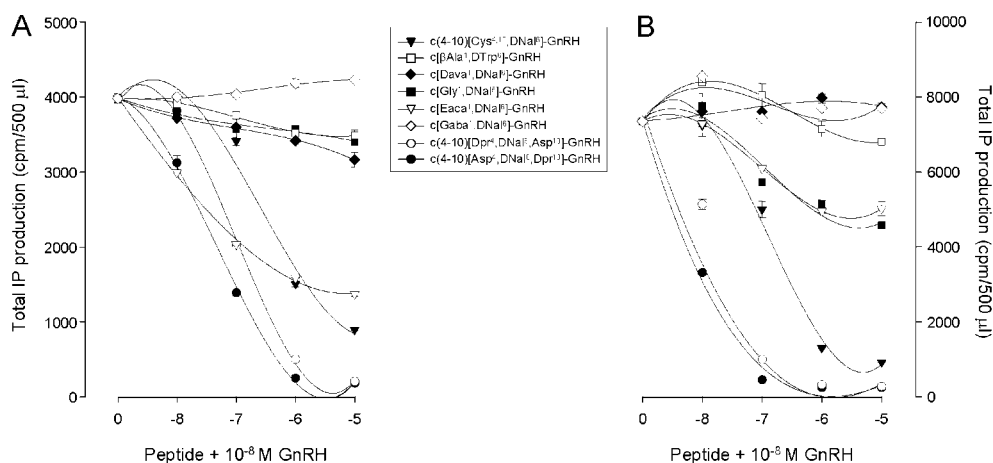 A
B
5000
4000
3000
2000
1000
0
Total IP production (cpm/500 µl)
0 -8 -7 -6 -5
Peptide + 10-8 M GnRH
c(4-10)[Cys ,DNal6]-GnRH
c[βAla1,DTrp6]-GnRH
c[Dava1,DNal6]-GnRH
c[Gly1,DNal6]-GnRH
c[Eaca1,DNal6]-GnRH
c[Gaba1,DNal6]-GnRH
c(4-10)[Dpr4,DNal6,Asp10]-GnRH
c(4-10)[Asp4,DNal6,Dpr10]-GnRH
10000
8000
6000
4000
2000
0
Total IP production (cpm/500 µl)
0 -8 -7 -6 -5
Peptide + 10-8 M GnRH